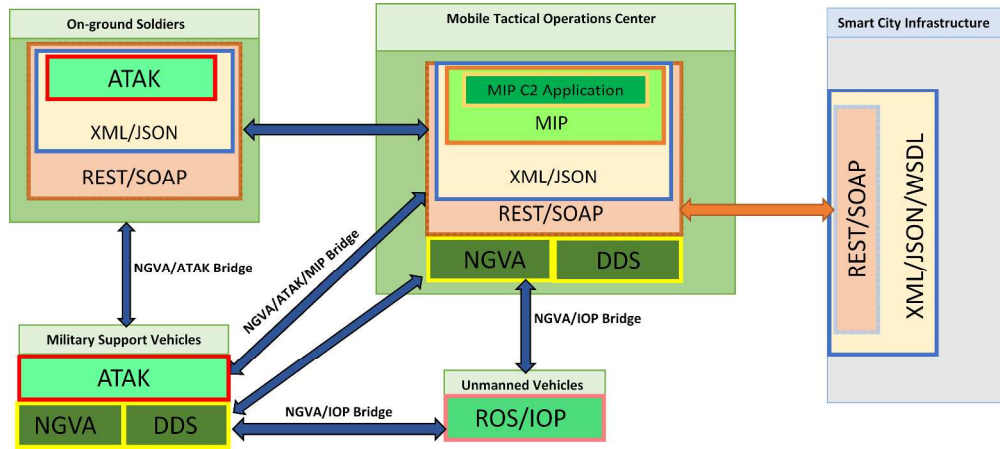 On-ground Soldiers
ATAK
XML/JSON
REST/SOAP
Mobile Tactical Operations Center
MIP C2 Application
MIP
XML/JSON
REST/SOAP
NGVA
DDS
Smart City Infrastructure
REST/SOAP
XML/JSON/WSDL
NGVA/ATAK Bridge
NGVA/ATAK/MIP Bridge
NGVA/IOP Bridge
Military Support Vehicles
ATAK
NGVA
DDS
NGVA/IOP Bridge
Unmanned Vehicles
ROS/IOP